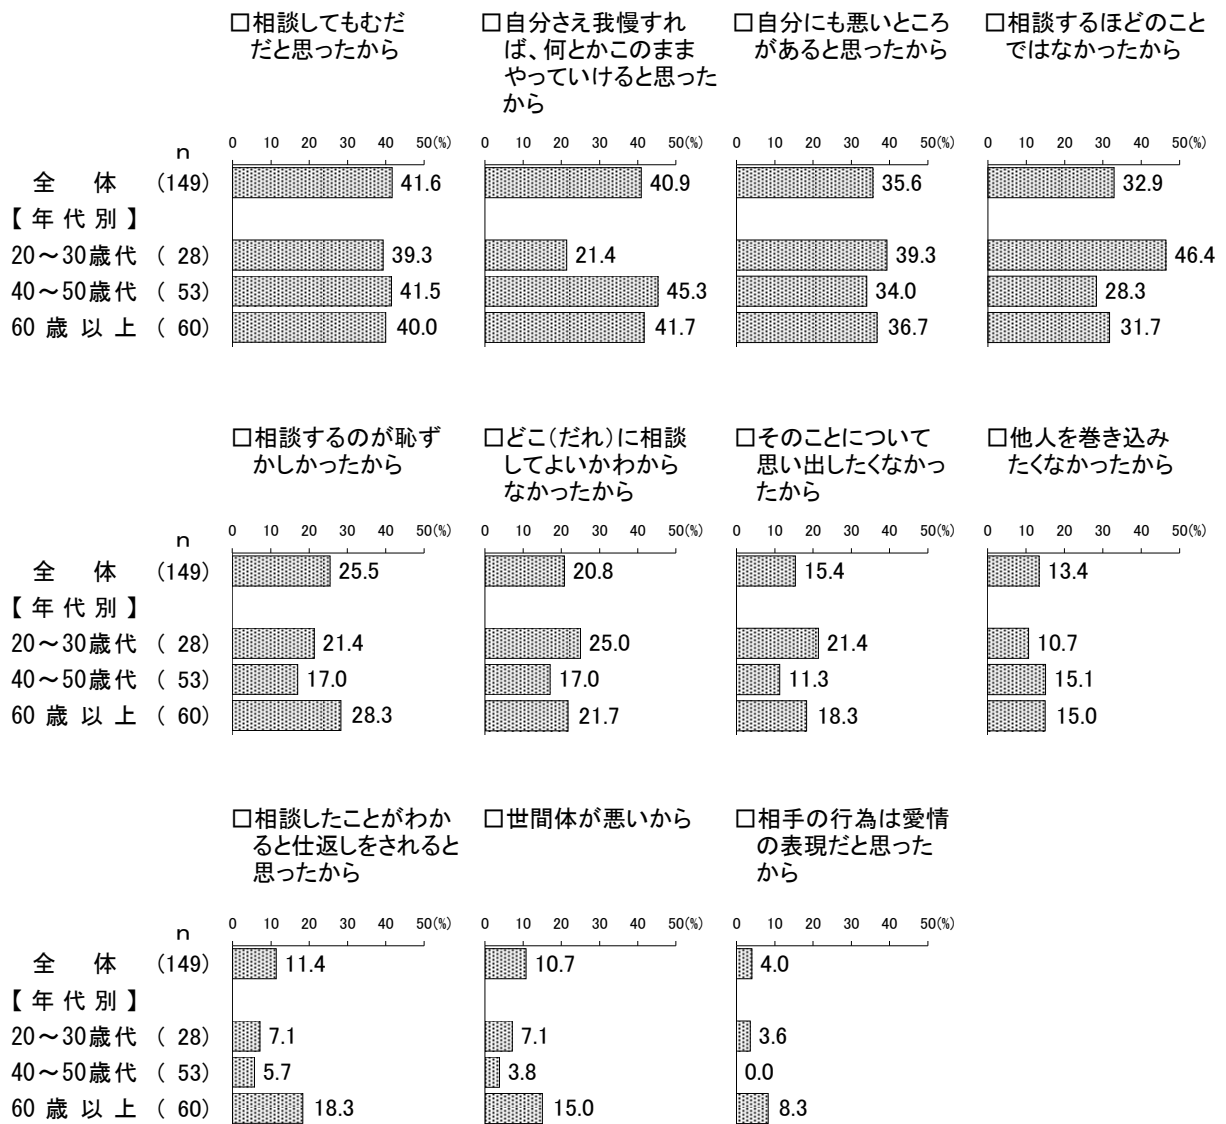 □相談してもむだ
だと思ったから
□自分さえ我慢すれ
ば、何とかこのまま
やっていけると思った
から
□自分にも悪いところ
があると思ったから
□相談するほどのこと
ではなかったから
n
0 10 20 30 40 50(%)
0 10 20 30 40 50(%)
0 10 20 30 40 50(%)
0 10 20 30 40 50(%)
全体 (149) 41.6 40.9 35.6 32.9
【年代別】
20～30歳代 ( 28) 39.3 21.4 39.3 46.4
40～50歳代 ( 53) 41.5 45.3 34.0 28.3
60歳以上 ( 60) 40.0 41.7 36.7 31.7
□相談するのが恥ず
かしかったから
□どこ(だれ)に相談
してよいかわから
なかったから
□そのことについて
思い出したくなかっ
たから
□他人を巻き込み
たくなかったから
n
0 10 20 30 40 50(%)
0 10 20 30 40 50(%)
0 10 20 30 40 50(%)
0 10 20 30 40 50(%)
全体 (149) 25.5 20.8 15.4 13.4
【年代別】
20～30歳代 ( 28) 21.4 25.0 21.4 10.7
40～50歳代 ( 53) 17.0 17.0 11.3 15.1
60歳以上 ( 60) 28.3 21.7 18.3 15.0
□相談したことがわか
ると仕返しをされると
思ったから
□世間体が悪いから
□相手の行為は愛情
の表現だと思った
から
n
0 10 20 30 40 50(%)
0 10 20 30 40 50(%)
0 10 20 30 40 50(%)
全体 (149) 11.4 10.7 4.0
【年代別】
20～30歳代 ( 28) 7.1 7.1 3.6
40～50歳代 ( 53) 5.7 3.8 0.0
60歳以上 ( 60) 18.3 15.0 8.3